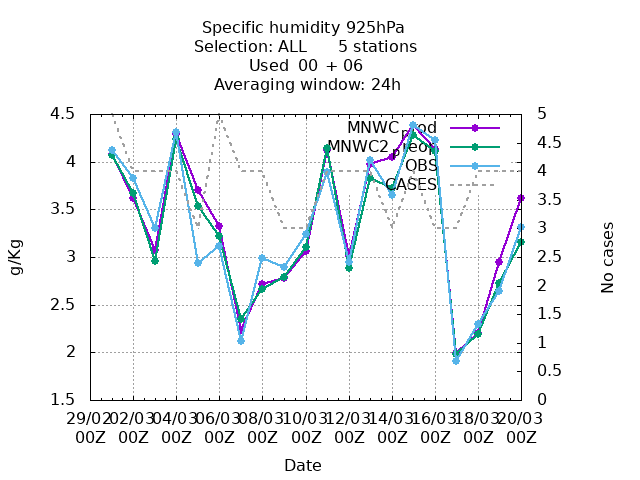 Specific humidity 925hPa
Selection: ALL 5 stations
Used 00 + 06
Averaging window: 24h
4.5
4
3.5
3
2.5
2
1.5
g/Kg
5
4.5
4
3.5
3
2.5
2
1.5
1
0.5
0
No cases
MNWCprod
MNWC2preop
OBS
CASES
29/02 02/03 04/03 06/03 08/03 10/03 12/03 14/03 16/03 18/03 20/03
00Z 00Z 00Z 00Z 00Z 00Z 00Z 00Z 00Z 00Z 00Z
Date